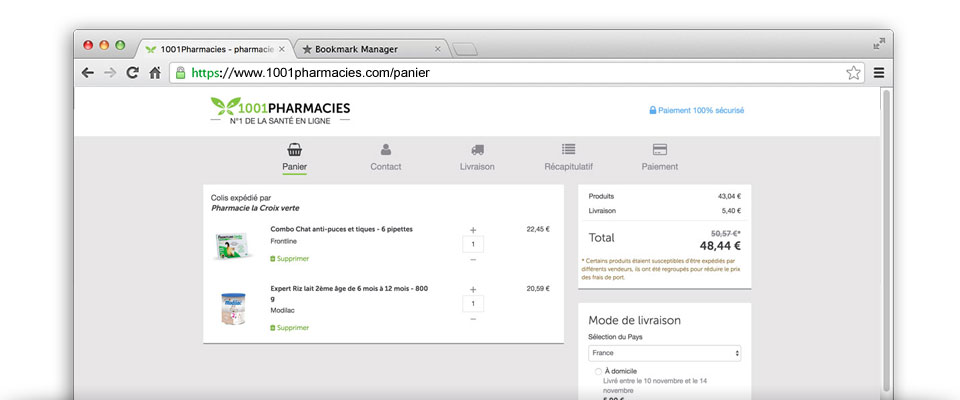 1001Pharmacies - pharmacie
Bookmark Manager
https://www.1001pharmacies.com/panier
1001PHARMACIES
N°1 DE LA SANTÉ EN LIGNE
Paiement 100% sécurisé
Panier
Contact
Livraison
Récapitulatif
Paiement
Colis expédié par
Pharmacie la Croix verte
Combo Chat anti-puces et tiques - 6 pipettes
Frontline
Supprimer
+
1
−
22,45 €
Expert Riz lait 2ème âge de 6 mois à 12 mois - 800
g
Modilac
Supprimer
+
1
−
20,59 €
Produits 43,04 €
Livraison 5,40 €
Total 50,57 €*
48,44 €
* Certains produits étaient susceptibles d'être expédiés par
différents vendeurs, ils ont été regroupés pour réduire le prix
des frais de port.
Mode de livraison
Sélection du Pays
France
À domicile
Livré entre le 10 novembre et le 14
novembre